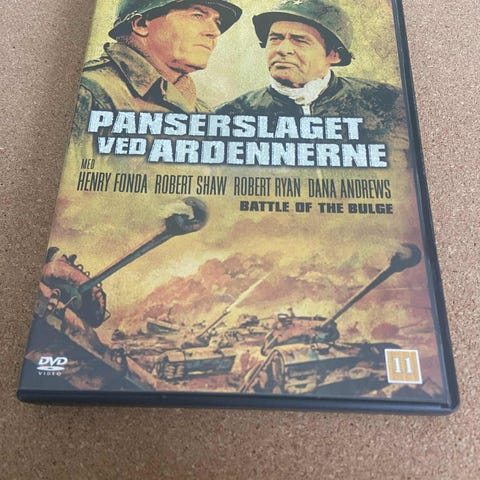 PANSERSLAGET
VED ARDENNERNE
MED
HENRY FONDA ROBERT SHAW ROBERT RYAN DANA ANDREWS
BATTLE OF THE BULGE
DVD
VIDEO
11